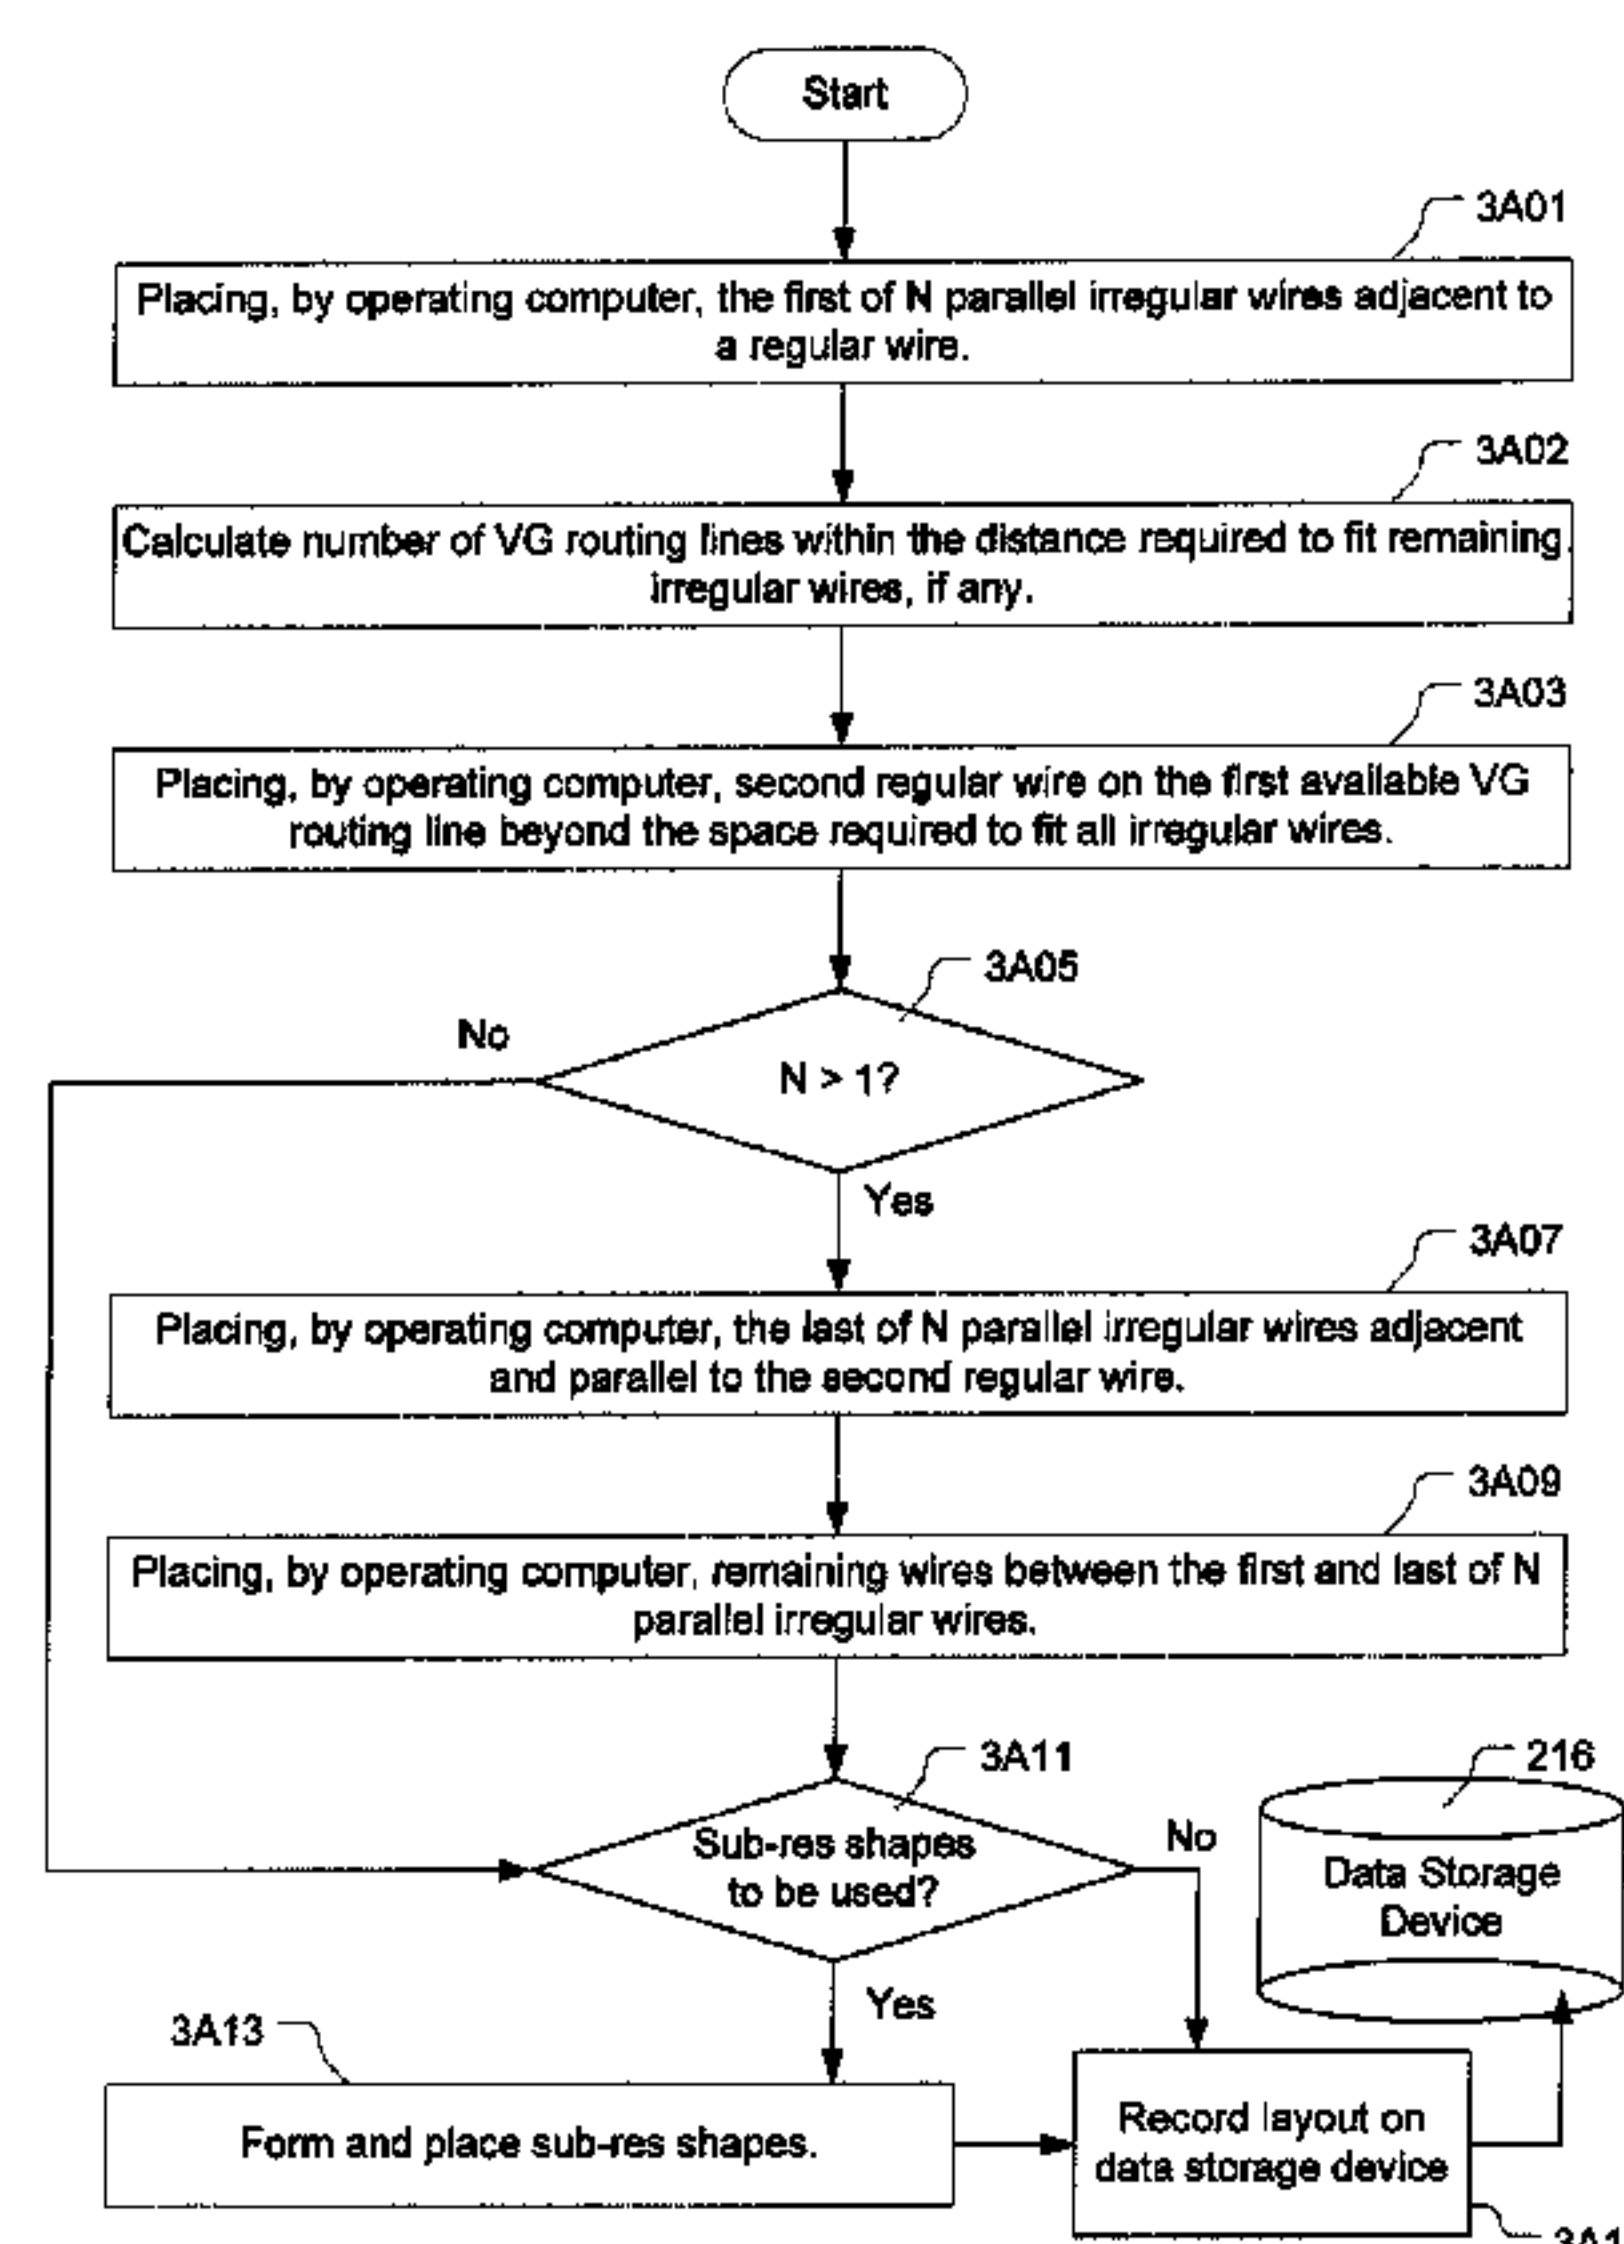 Start
3A01
Placing, by operating computer, the first of N parallel irregular wires adjacent to
a regular wire.
3A02
Calculate number of VG routing lines within the distance required to fit remaining
irregular wires, if any.
3A03
Placing, by operating computer, second regular wire on the first available VG
routing line beyond the space required to fit all irregular wires.
3A05
No
N > 1?
Yes
3A07
Placing, by operating computer, the last of N parallel irregular wires adjacent
and parallel to the second regular wire.
3A09
Placing, by operating computer, remaining wires between the first and last of N
parallel irregular wires.
3A11
216
No
Sub-res shapes
to be used?
Data Storage
Device
Yes
3A13
Form and place sub-res shapes.
Record layout on
data storage device